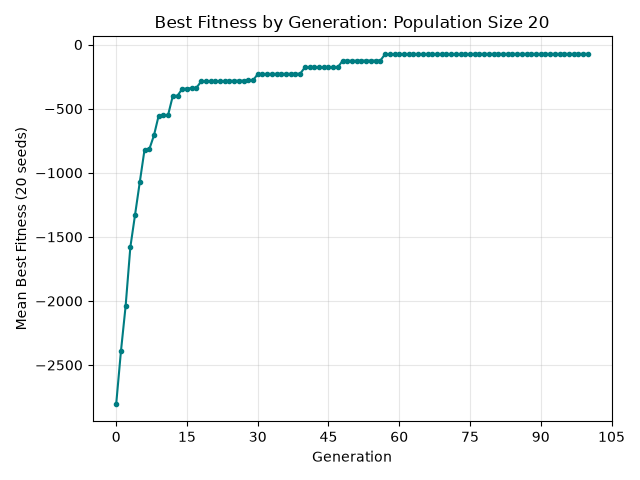 Best Fitness by Generation: Population Size 20
0
−500
−1000
−1500
−2000
−2500
Mean Best Fitness (20 seeds)
0 15 30 45 60 75 90 105
Generation